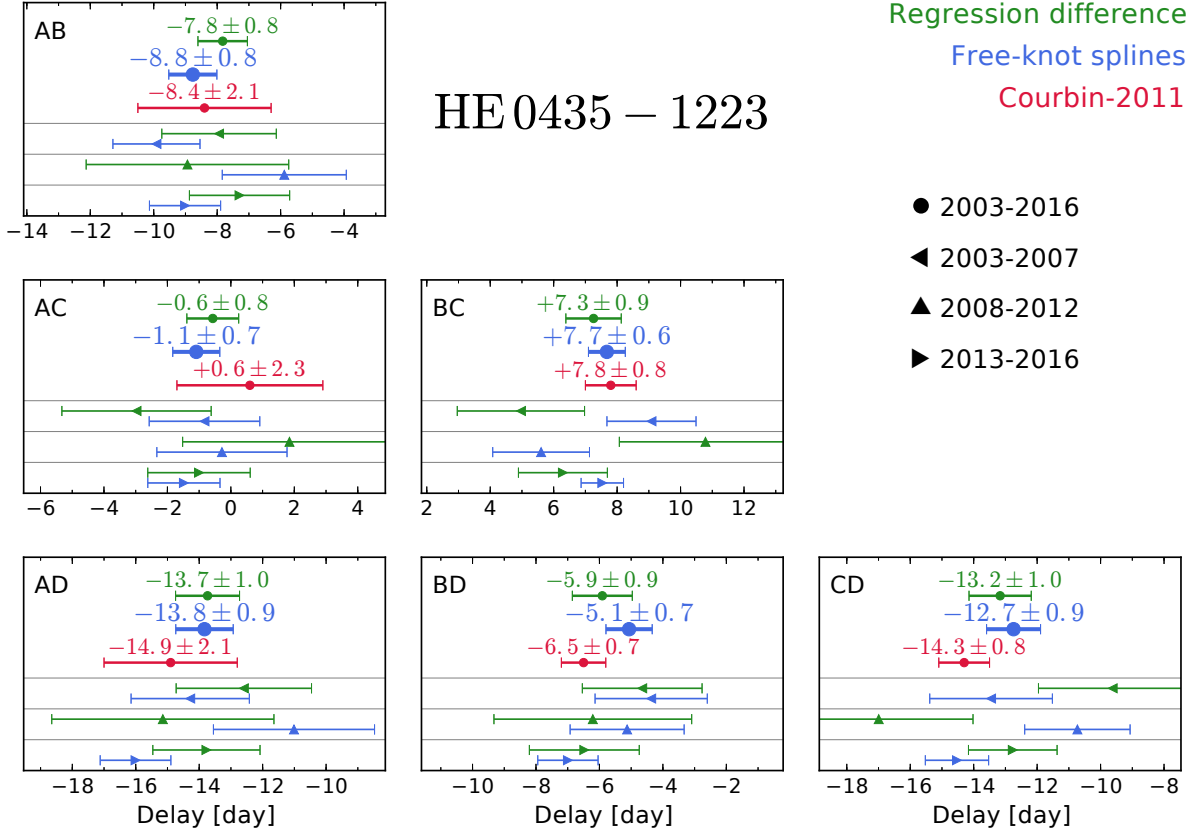 AB
−7.8±0.8
−8.8±0.8
−8.4±2.1
−14 −12 −10 −8 −6 −4
HE 0435 − 1223
Regression difference
Free-knot splines
Courbin-2011
2003-2016
2003-2007
2008-2012
2013-2016
AC
−0.6±0.8
−1.1±0.7
+0.6±2.3
−6 −4 −2 0 2 4
BC
+7.3±0.9
+7.7±0.6
+7.8±0.8
2 4 6 8 10 12
AD
−13.7±1.0
−13.8±0.9
−14.9±2.1
−18 −16 −14 −12 −10
Delay [day]
BD
−5.9±0.9
−5.1±0.7
−6.5±0.7
−10 −8 −6 −4 −2
Delay [day]
CD
−13.2±1.0
−12.7±0.9
−14.3±0.8
−18 −16 −14 −12 −10 −8
Delay [day]